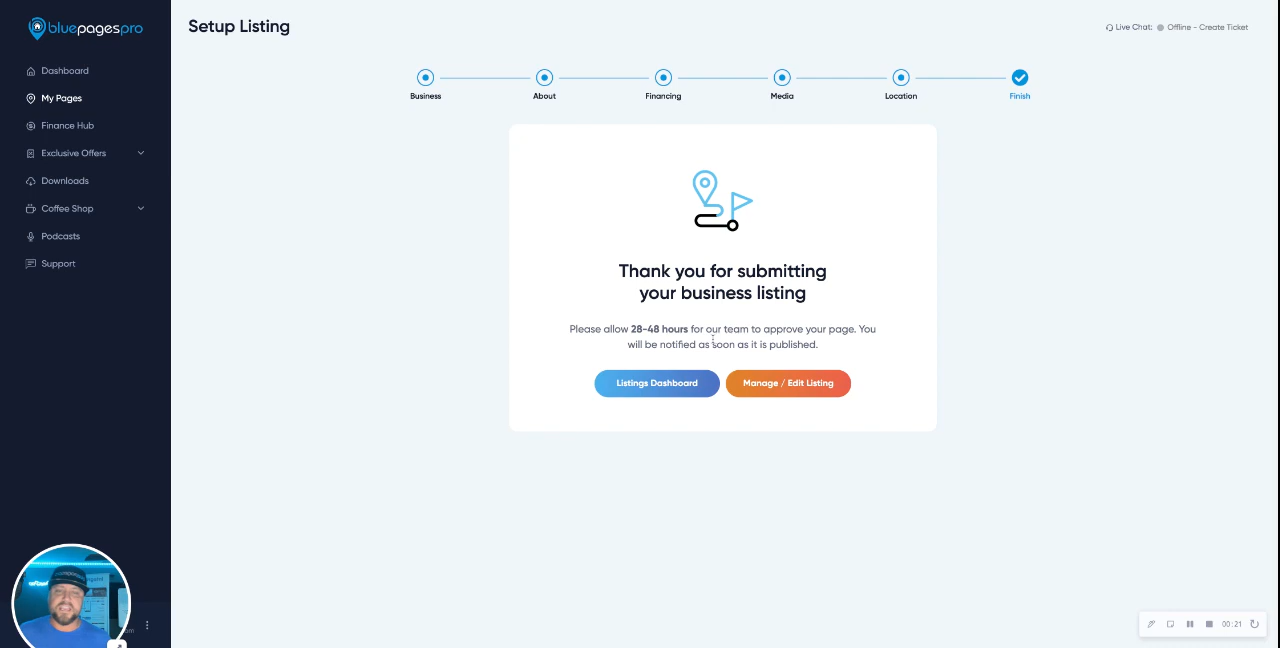 bluepagespro
Setup Listing
Live Chat: Offline - Create Ticket
Dashboard
My Pages
Finance Hub
Exclusive Offers
Downloads
Coffee Shop
Podcasts
Support
Business
About
Financing
Media
Location
Finish
Thank you for submitting
your business listing
Please allow 28-48 hours for our team to approve your page. You
will be notified as soon as it is published.
Listings Dashboard
Manage / Edit Listing
00:21